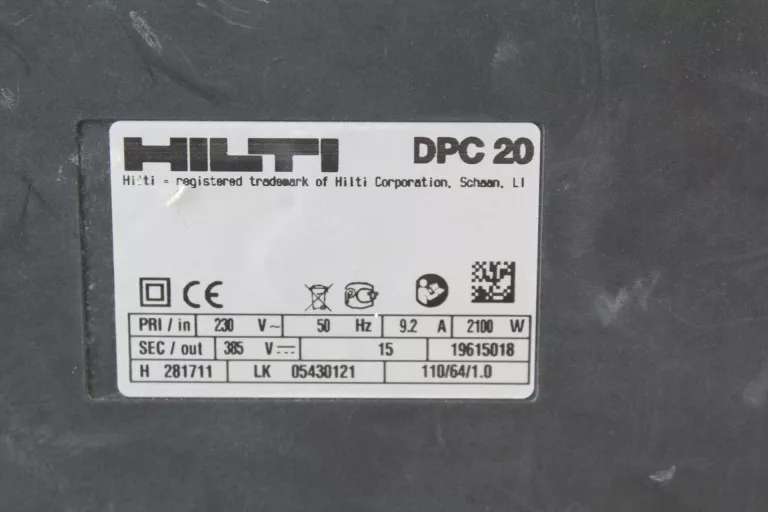 HILTI DPC 20
Hilti = registered trademark of Hilti Corporation, Schaan, LI
CE PCT
PRI / in 230 V~ 50 Hz 9.2 A 2100 W
SEC / out 385 V⎓ 15 19615018
H 281711 LK 05430121 110/64/1.0